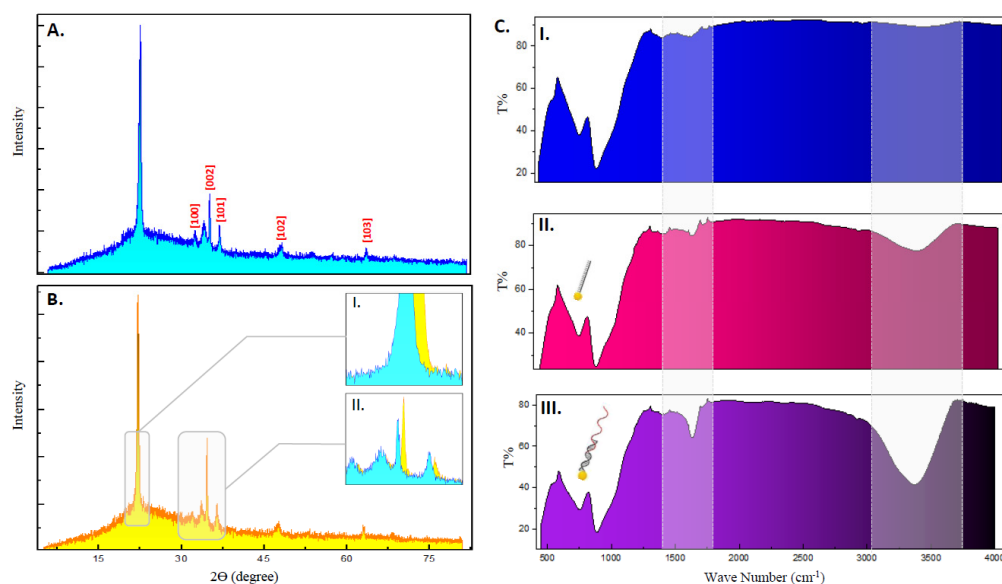 A.
Intensity
[100]
[002]
[101]
[102]
[103]
B.
Intensity
I.
II.
15
30
45
60
75
2Θ (degree)
C.
I.
T%
80
60
40
20
II.
T%
80
60
40
III.
T%
80
60
40
20
500
1000
1500
2000
2500
3000
3500
4000
Wave Number (cm⁻¹)